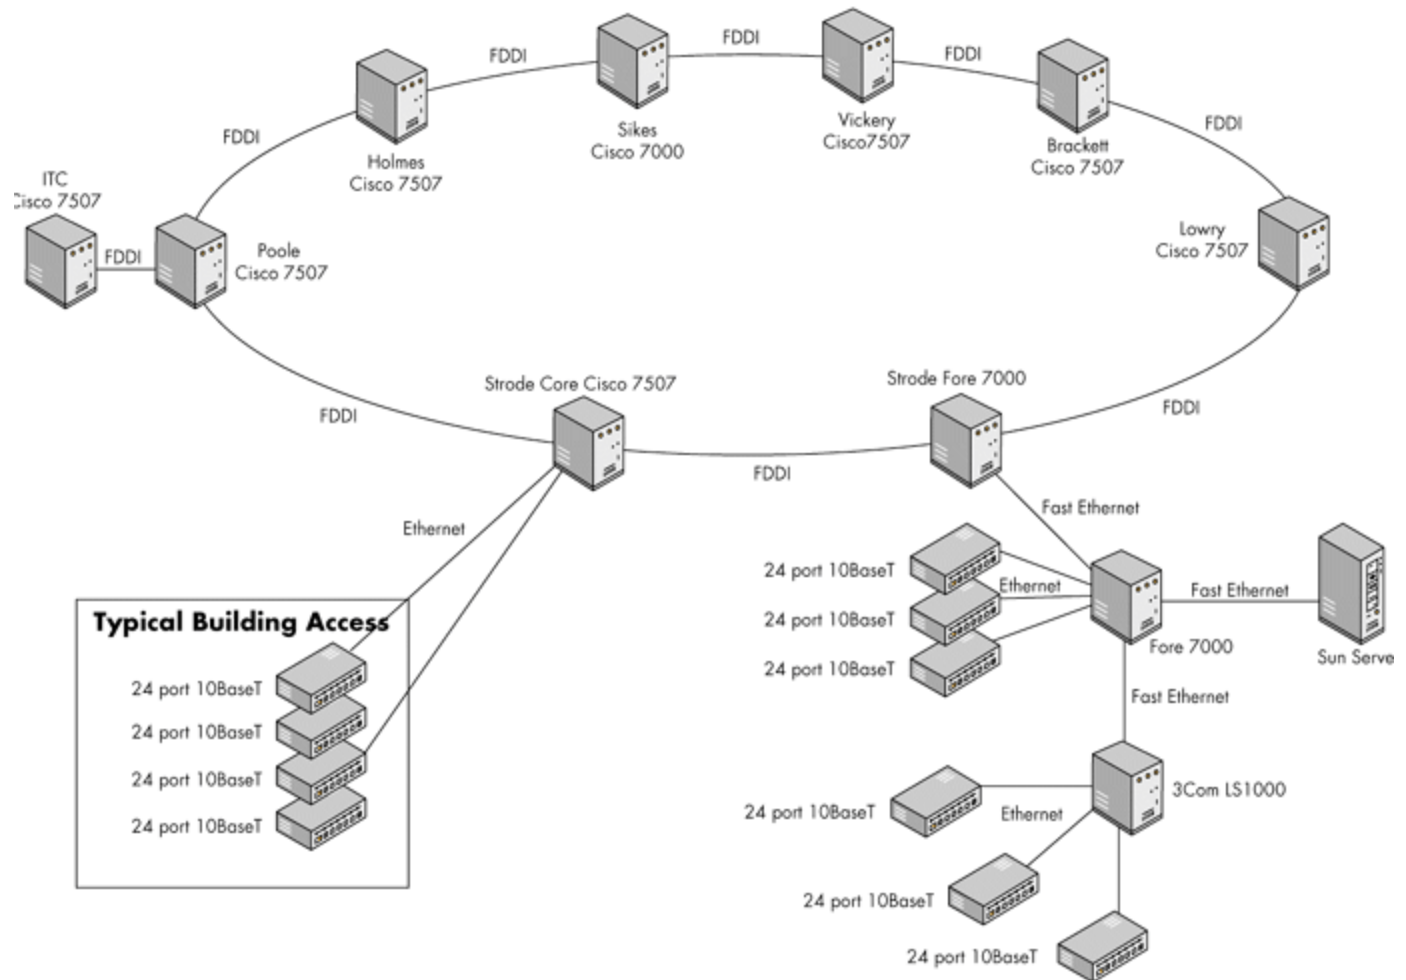 FDDI
FDDI
FDDI
FDDI
Sikes
Cisco 7000
Vickery
Cisco7507
Brackett
Cisco 7507
FDDI
FDDI
Holmes
Cisco 7507
ITC
Cisco 7507
FDDI
Poole
Cisco 7507
Lowry
Cisco 7507
Strode Core Cisco 7507
Strode Fore 7000
FDDI
FDDI
FDDI
Ethernet
Fast Ethernet
24 port 10BaseT
Ethernet
24 port 10BaseT
24 port 10BaseT
Fast Ethernet
Fore 7000
Sun Serve
Typical Building Access
24 port 10BaseT
24 port 10BaseT
24 port 10BaseT
24 port 10BaseT
Fast Ethernet
3Com LS1000
24 port 10BaseT
Ethernet
24 port 10BaseT
24 port 10BaseT